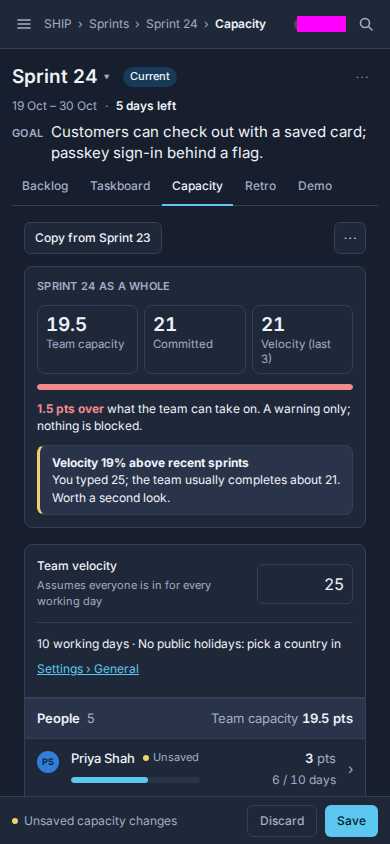 SHIP › Sprints › Sprint 24 › Capacity
Sprint 24 ▾ Current ...
19 Oct – 30 Oct · 5 days left
GOAL Customers can check out with a saved card;
passkey sign-in behind a flag.
Backlog Taskboard Capacity Retro Demo
Copy from Sprint 23 ...
SPRINT 24 AS A WHOLE
19.5 21 21
Team capacity Committed Velocity (last
3)
1.5 pts over what the team can take on. A warning only;
nothing is blocked.
Velocity 19% above recent sprints
You typed 25; the team usually completes about 21.
Worth a second look.
Team velocity
25
Assumes everyone is in for every
working day
10 working days · No public holidays: pick a country in
Settings › General
People 5 Team capacity 19.5 pts
PS Priya Shah Unsaved 3 pts
6 / 10 days ›
Unsaved capacity changes Discard Save